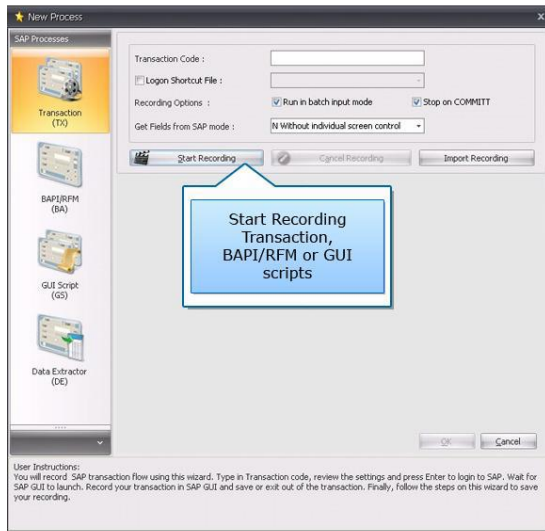 New Process
x
SAP Processes
Transaction
(TX)
BAPI/RFM
(BA)
GUI Script
(GS)
Data Extractor
(DE)
Transaction Code :
Logon Shortcut File :
Recording Options : Run in batch input mode Stop on COMMITT
Get Fields from SAP mode : N Without individual screen control
Start Recording Cancel Recording Import Recording
Start Recording
Transaction,
BAPI/RFM or GUI
scripts
OK Cancel
User Instructions:
You will record SAP transaction flow using this wizard. Type in Transaction code, review the settings and press Enter to login to SAP. Wait for
SAP GUI to launch. Record your transaction in SAP GUI and save or exit out of the transaction. Finally, follow the steps on this wizard to save
your recording.